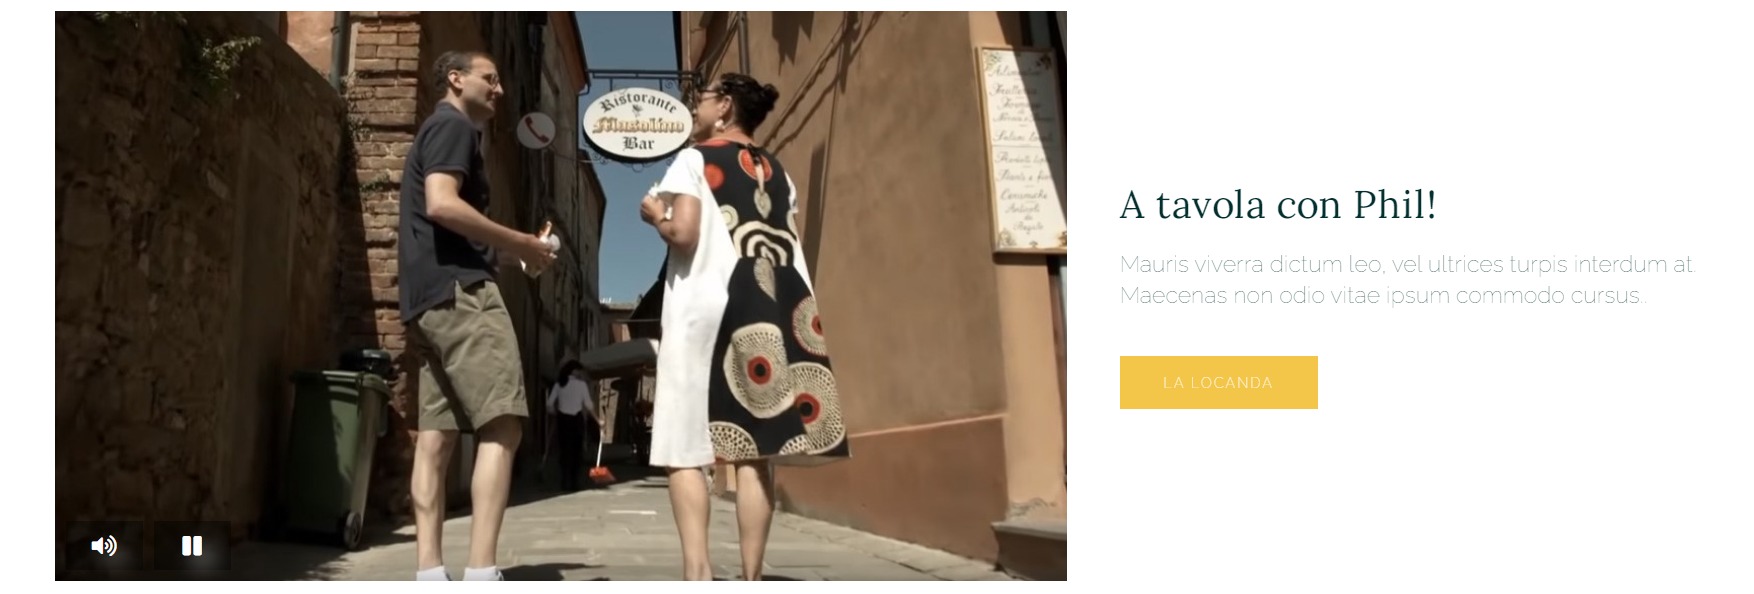 Ristorante
Masolino
Bar
Alimentari
A tavola con Phil!
Mauris viverra dictum leo, vel ultrices turpis interdum at.
Maecenas non odio vitae ipsum commodo cursus..
LA LOCANDA